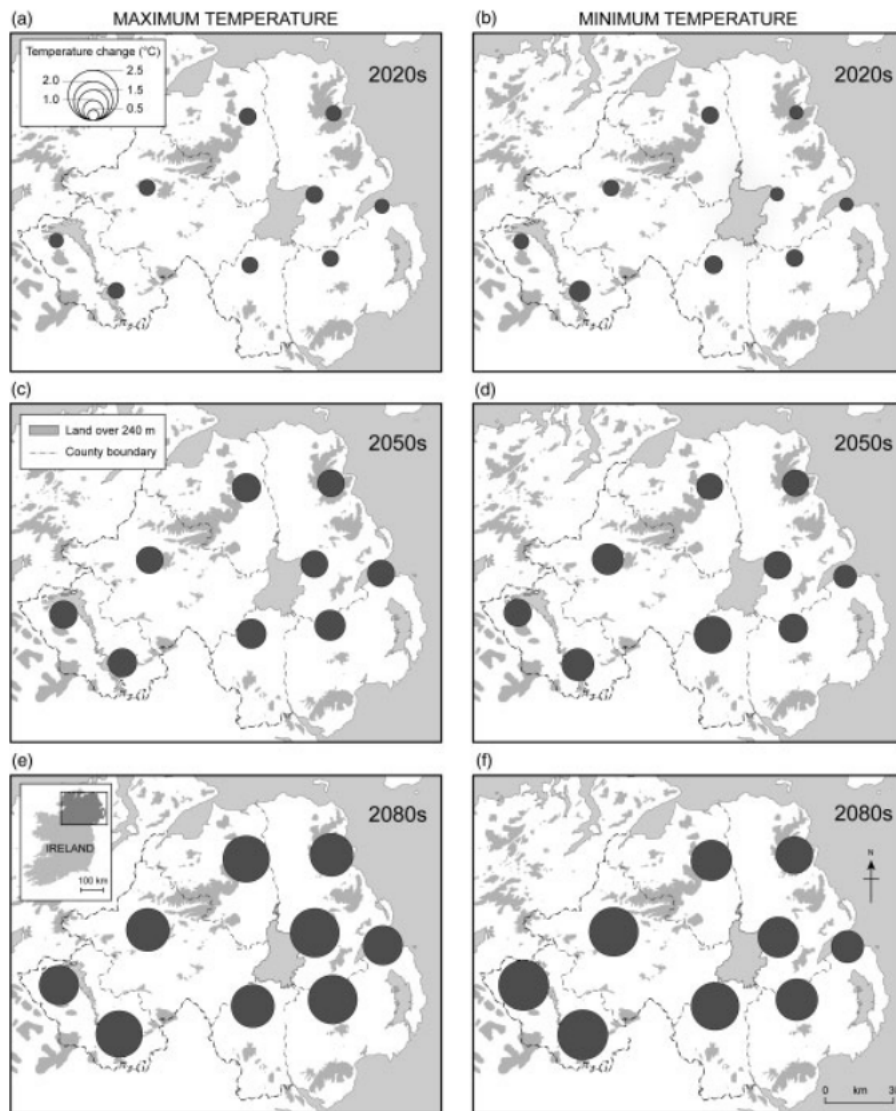 (a) MAXIMUM TEMPERATURE
(b) MINIMUM TEMPERATURE
Temperature change (°C)
2.5
2.0
1.5
1.0
0.5
2020s
2020s
(c)
(d)
Land over 240 m
County boundary
2050s
2050s
(e)
(f)
IRELAND
100 km
2080s
2080s
N
0 km 30